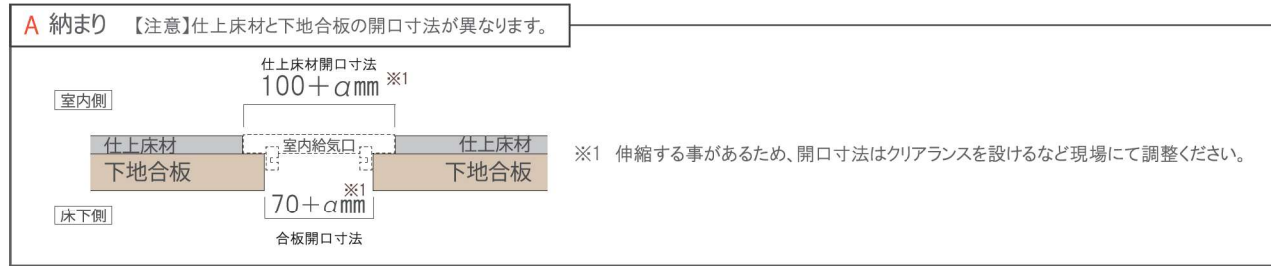 A 納まり 【注意】仕上床材と下地合板の開口寸法が異なります。
仕上床材開口寸法
100+αmm ※1
室内側
仕上床材 室内給気口 仕上床材
下地合板 下地合板
※1 伸縮する事があるため、開口寸法はクリアランスを設けるなど現場にて調整ください。
※1
70+αmm
床下側
合板開口寸法